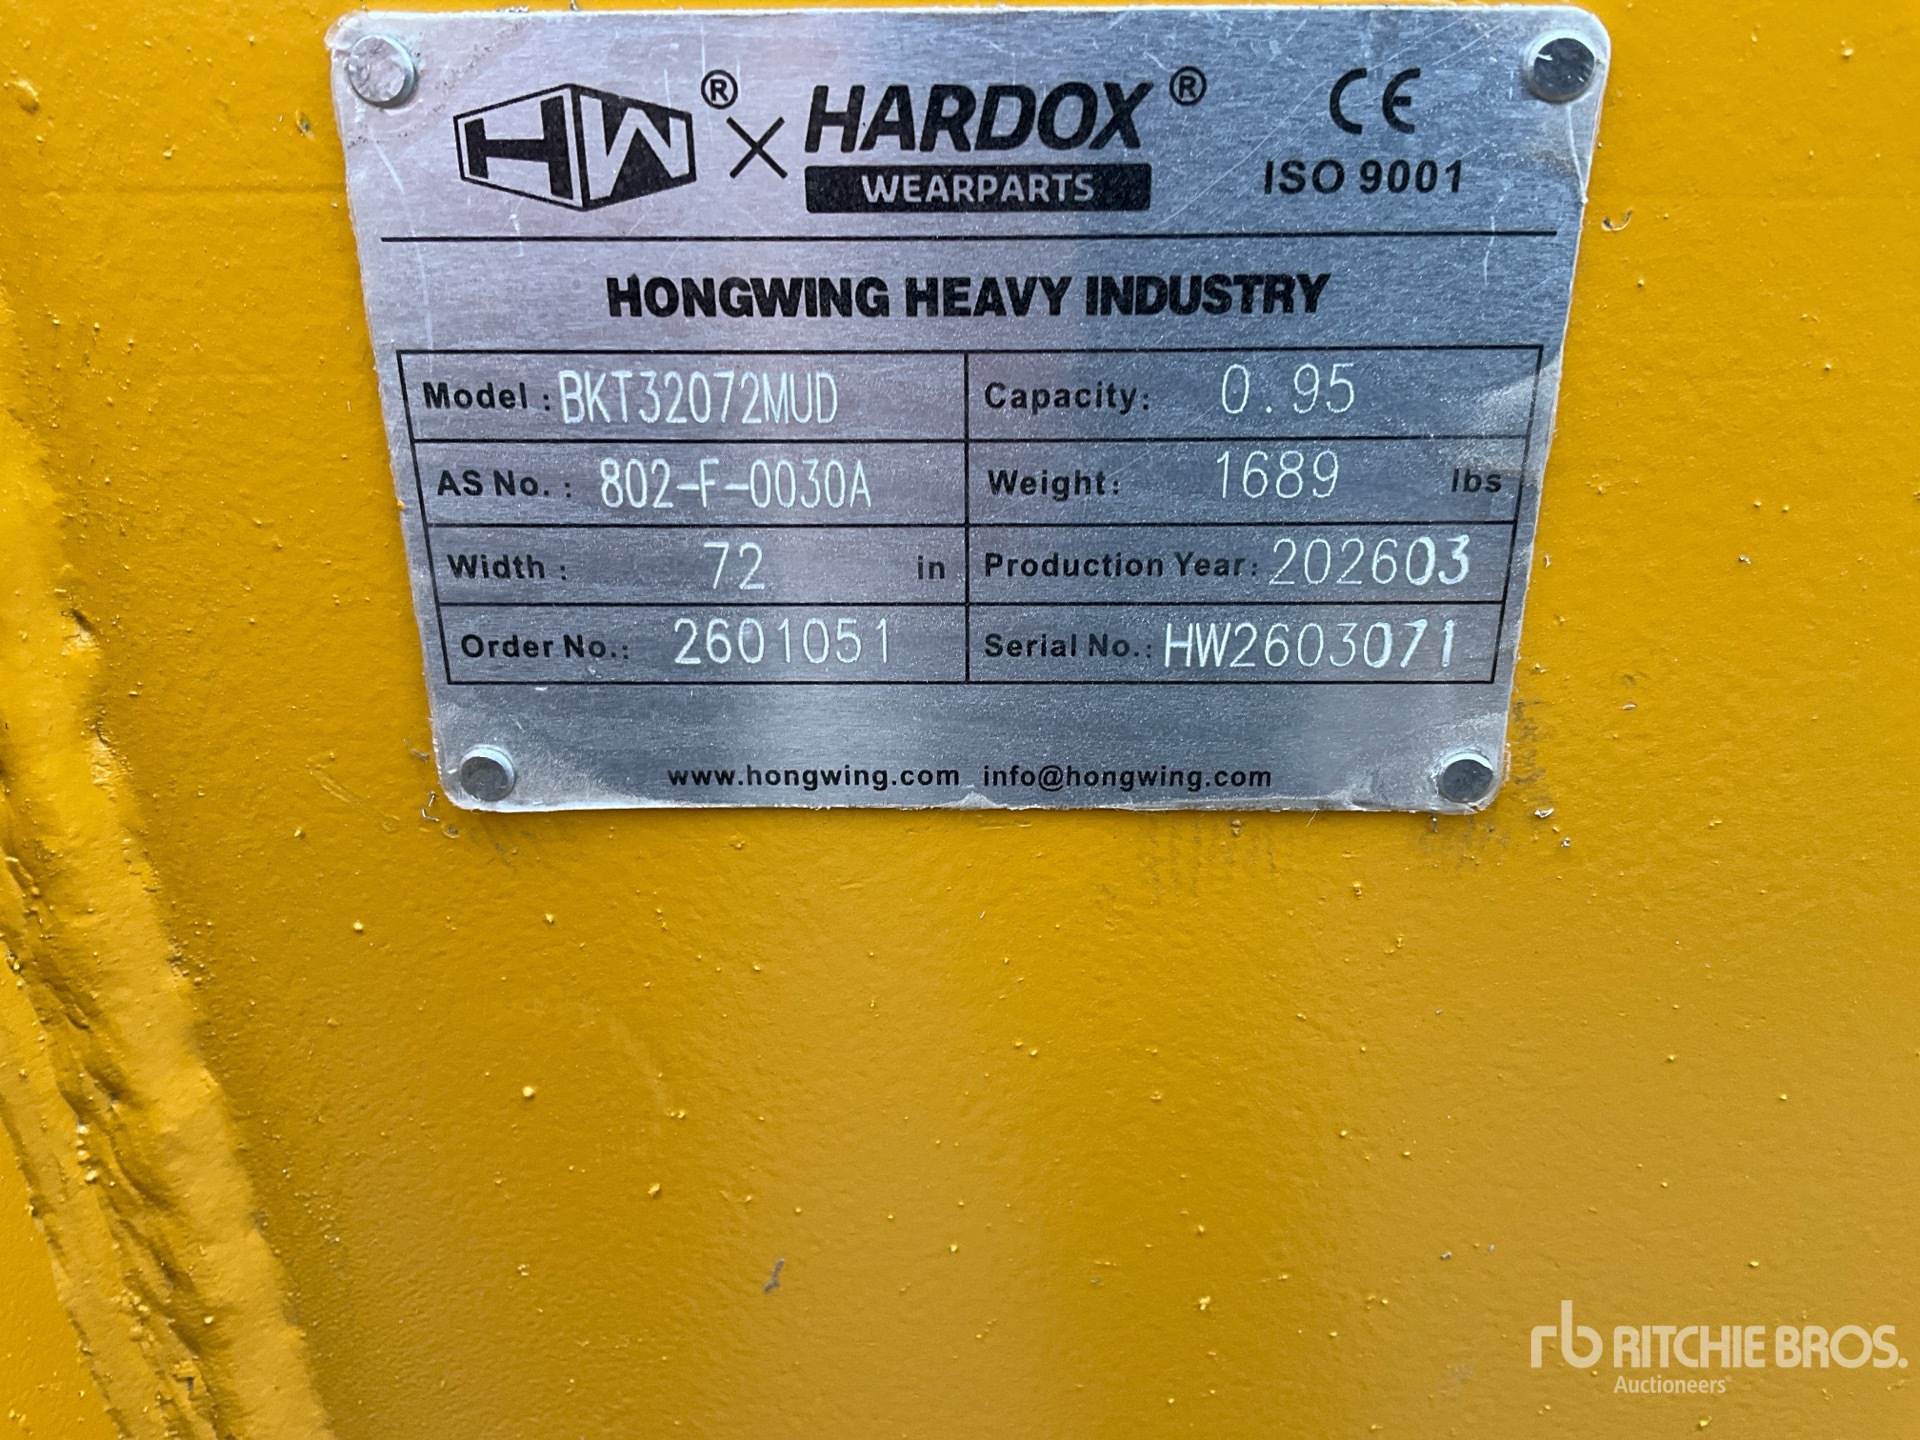 HW® × HARDOX® CE
WEARPARTS ISO 9001
HONGWING HEAVY INDUSTRY
Model : BKT32072MUD Capacity: 0.95
AS No. : 802-F-0030A Weight: 1689 lbs
Width : 72 in Production Year: 202603
Order No.: 2601051 Serial No.: HW2603071
www.hongwing.com info@hongwing.com
rb RITCHIE BROS.
Auctioneers